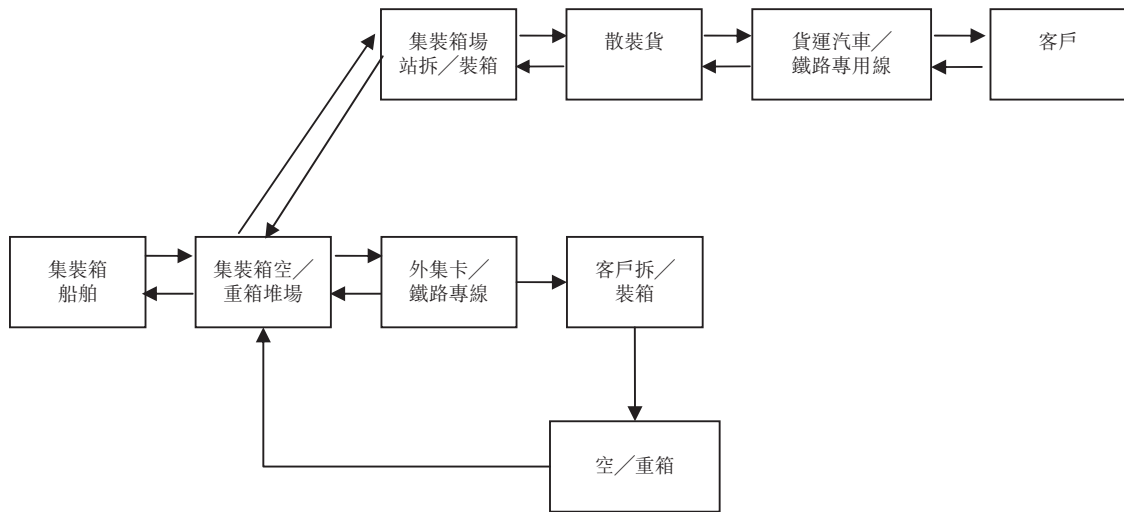 集裝箱場
站拆╱裝箱
散裝貨
貨運汽車╱
鐵路專用線
客戶
集裝箱
船舶
集裝箱空╱
重箱堆場
外集卡╱
鐵路專線
客戶拆╱
裝箱
空╱重箱